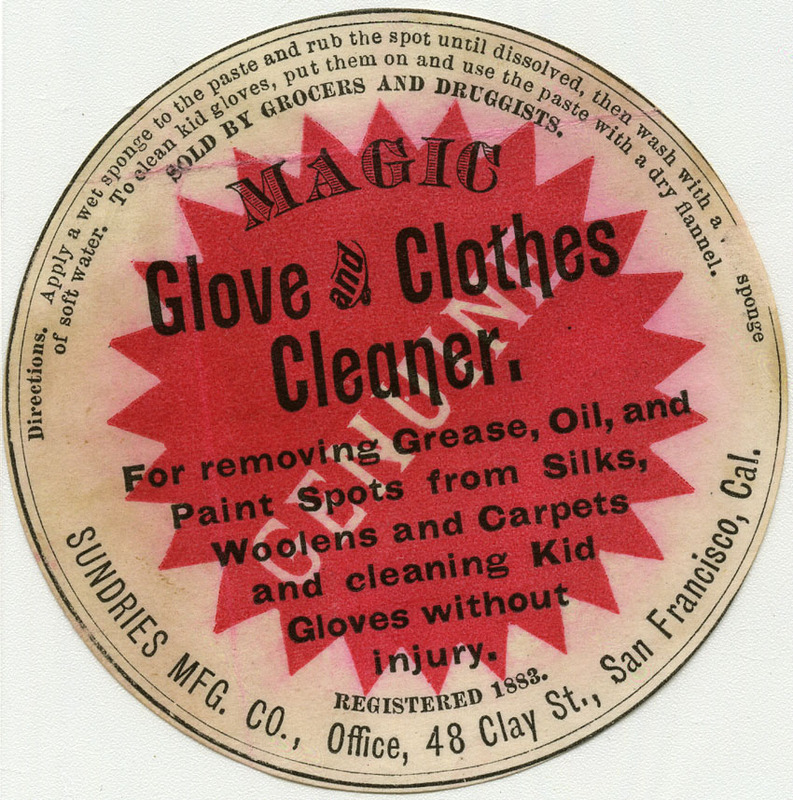 Directions. Apply a wet sponge to the paste and rub the spot until dissolved, then wash with a sponge
of soft water. To clean kid gloves, put them on and use the paste with a dry flannel.
SOLD BY GROCERS AND DRUGGISTS.
MAGIC
Glove and Clothes
Cleaner.
GENUINE
For removing Grease, Oil, and
Paint Spots from Silks,
Woolens and Carpets
and cleaning Kid
Gloves without
injury.
REGISTERED 1883.
SUNDRIES MFG. CO., Office, 48 Clay St., San Francisco, Cal.